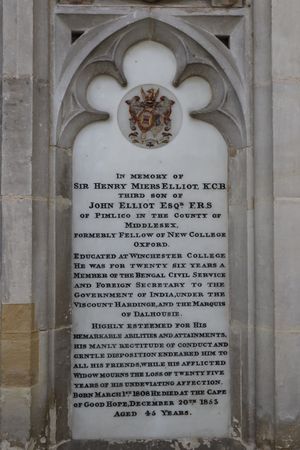 In memory of
Sir Henry Miers Elliot, K.C.B.
third son of
John Elliot Esqr. F.R.S
of Pimlico in the County of
Middlesex,
formerly Fellow of New College
Oxford.
Educated at Winchester College
He was for twenty six years a
member of the Bengal Civil Service
and Foreign Secretary to the
Government of India, under the
Viscount Hardinge, and the Marquis
of Dalhousie.
Highly esteemed for his
remarkable abilities and attainments,
his manly rectitude of conduct and
gentle disposition endeared him to
all his friends, while his afflicted
widow mourns the loss of twenty five
years of his undeviating affection.
Born March 1st. 1808 He died at the Cape
of Good Hope, December 20th. 1853
Aged 45 Years.